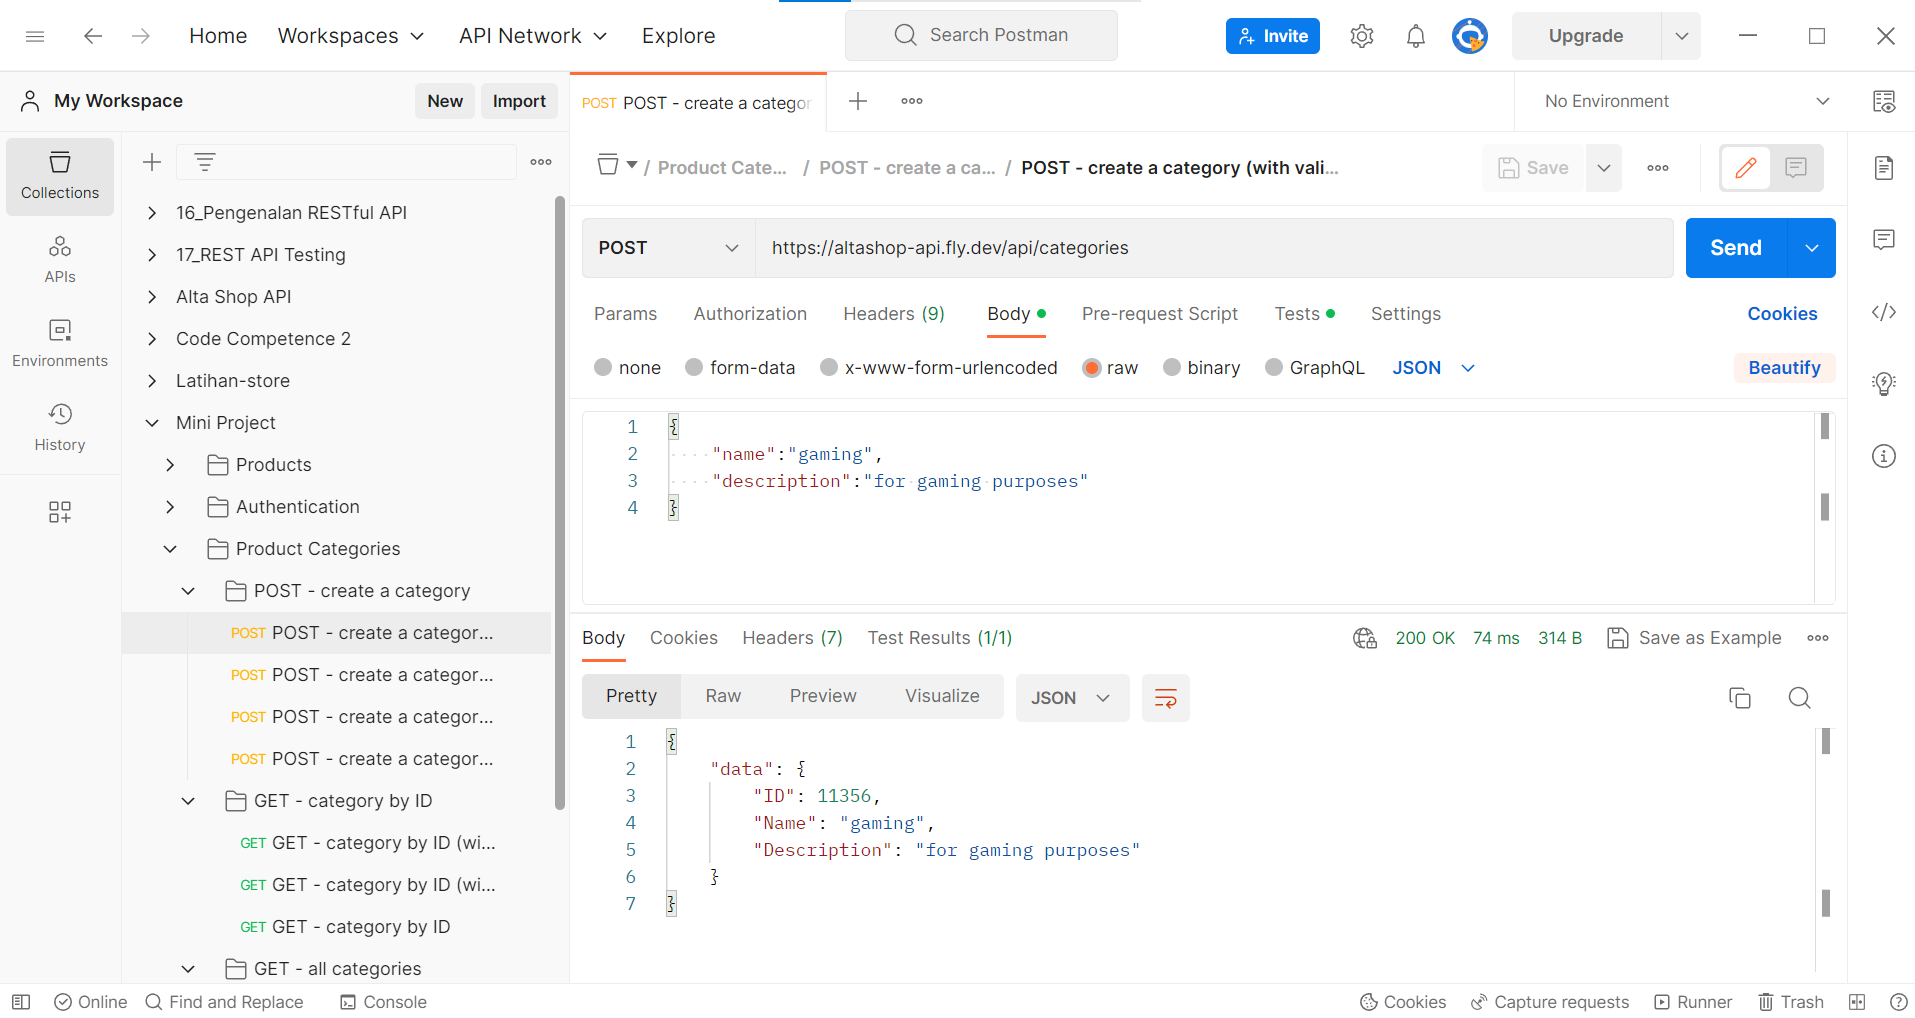 Home Workspaces API Network Explore Search Postman Invite Upgrade
My Workspace New Import
POST POST - create a categor No Environment
Collections
APIs
Environments
History
16_Pengenalan RESTful API
17_REST API Testing
Alta Shop API
Code Competence 2
Latihan-store
Mini Project
Products
Authentication
Product Categories
POST - create a category
POST POST - create a categor...
POST POST - create a categor...
POST POST - create a categor...
POST POST - create a categor...
GET - category by ID
GET GET - category by ID (wi...
GET GET - category by ID (wi...
GET GET - category by ID
GET - all categories
/ Product Cate... / POST - create a ca... / POST - create a category (with vali... Save
POST https://altashop-api.fly.dev/api/categories Send
Params Authorization Headers (9) Body Pre-request Script Tests Settings Cookies
none form-data x-www-form-urlencoded raw binary GraphQL JSON Beautify
1 {
2 "name":"gaming",
3 "description":"for gaming purposes"
4 }
Body Cookies Headers (7) Test Results (1/1) 200 OK 74 ms 314 B Save as Example
Pretty Raw Preview Visualize JSON
1 {
2 "data": {
3 "ID": 11356,
4 "Name": "gaming",
5 "Description": "for gaming purposes"
6 }
7 }
Online Find and Replace Console Cookies Capture requests Runner Trash